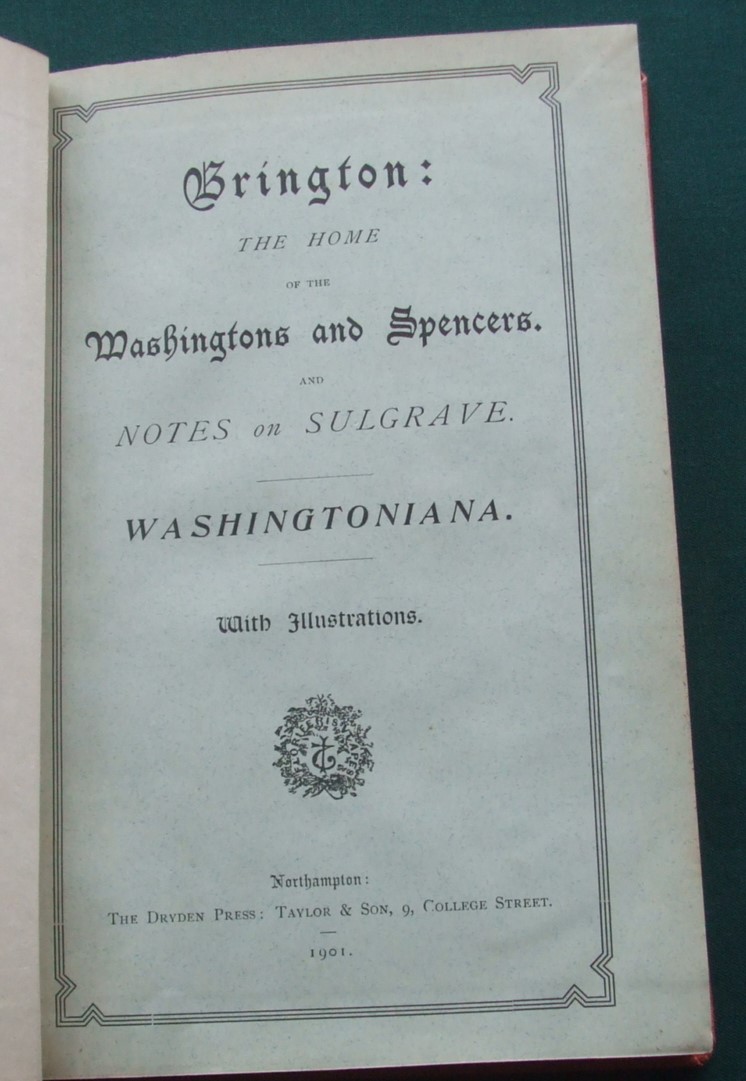 Brington:
THE HOME
OF THE
Washingtons and Spencers.
AND
NOTES on SULGRAVE.
WASHINGTONIANA.
With Illustrations.
Northampton:
THE DRYDEN PRESS: TAYLOR & SON, 9, COLLEGE STREET.
1901.